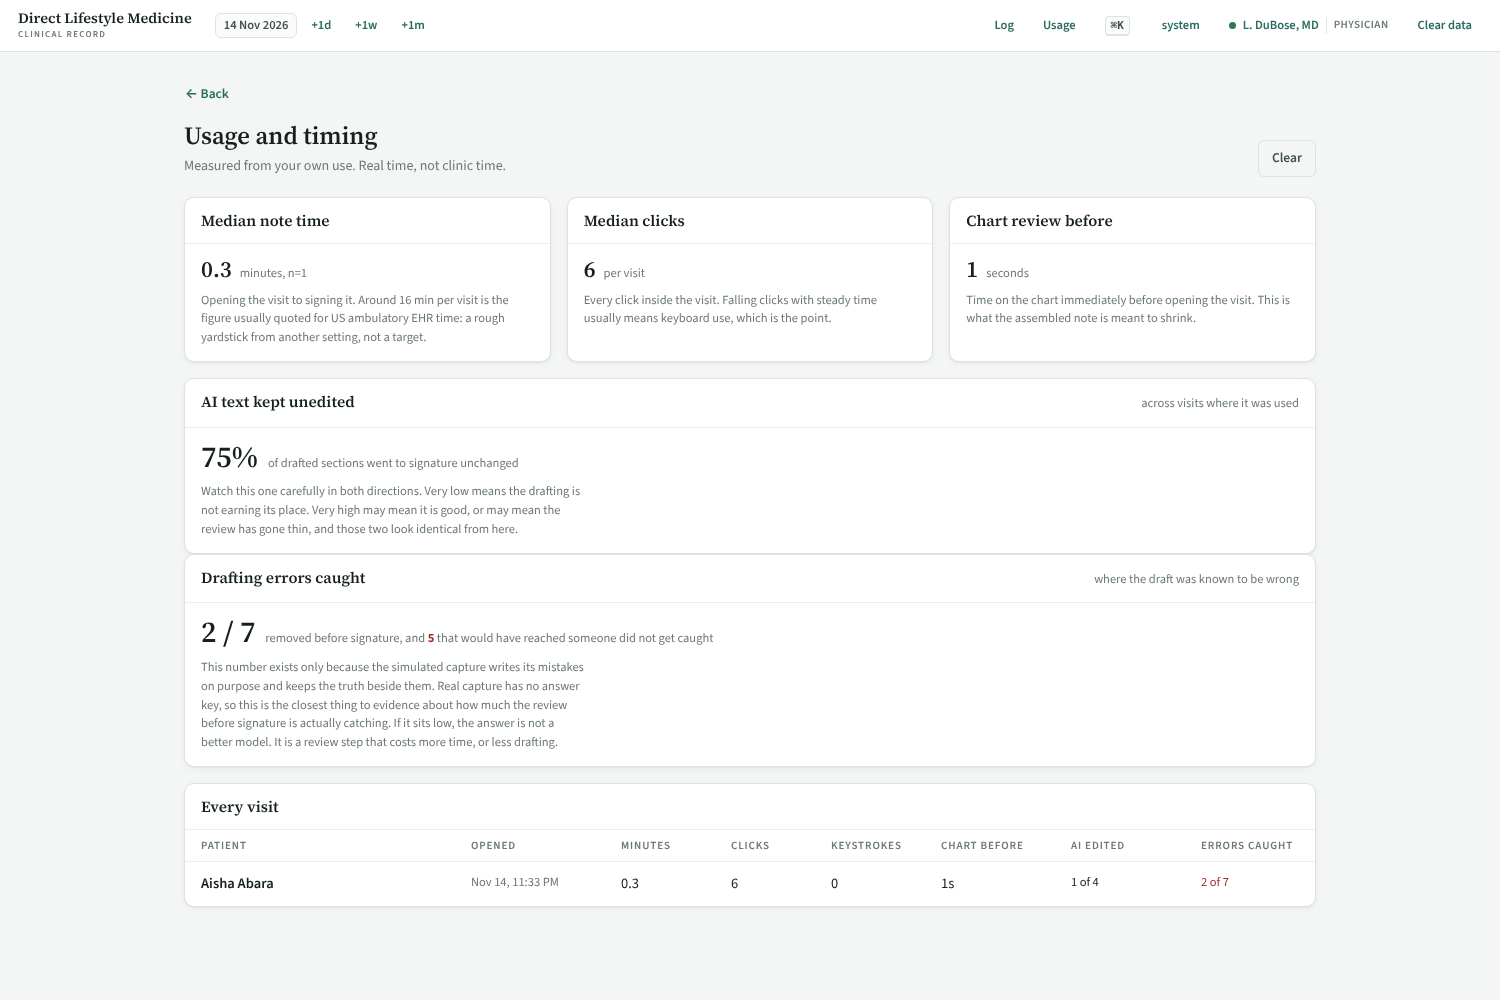 Direct Lifestyle Medicine
CLINICAL RECORD
14 Nov 2026 +1d +1w +1m
Log Usage ⌘K system L. DuBose, MD PHYSICIAN Clear data
← Back
Usage and timing
Measured from your own use. Real time, not clinic time.
Clear
Median note time
0.3 minutes, n=1
Opening the visit to signing it. Around 16 min per visit is the
figure usually quoted for US ambulatory EHR time: a rough
yardstick from another setting, not a target.
Median clicks
6 per visit
Every click inside the visit. Falling clicks with steady time
usually means keyboard use, which is the point.
Chart review before
1 seconds
Time on the chart immediately before opening the visit. This is
what the assembled note is meant to shrink.
AI text kept unedited
across visits where it was used
75% of drafted sections went to signature unchanged
Watch this one carefully in both directions. Very low means the drafting is
not earning its place. Very high may mean it is good, or may mean the
review has gone thin, and those two look identical from here.
Drafting errors caught
where the draft was known to be wrong
2 / 7 removed before signature, and 5 that would have reached someone did not get caught
This number exists only because the simulated capture writes its mistakes
on purpose and keeps the truth beside them. Real capture has no answer
key, so this is the closest thing to evidence about how much the review
before signature is actually catching. If it sits low, the answer is not a
better model. It is a review step that costs more time, or less drafting.
Every visit
PATIENT OPENED MINUTES CLICKS KEYSTROKES CHART BEFORE AI EDITED ERRORS CAUGHT
Aisha Abara Nov 14, 11:33 PM 0.3 6 0 1s 1 of 4 2 of 7